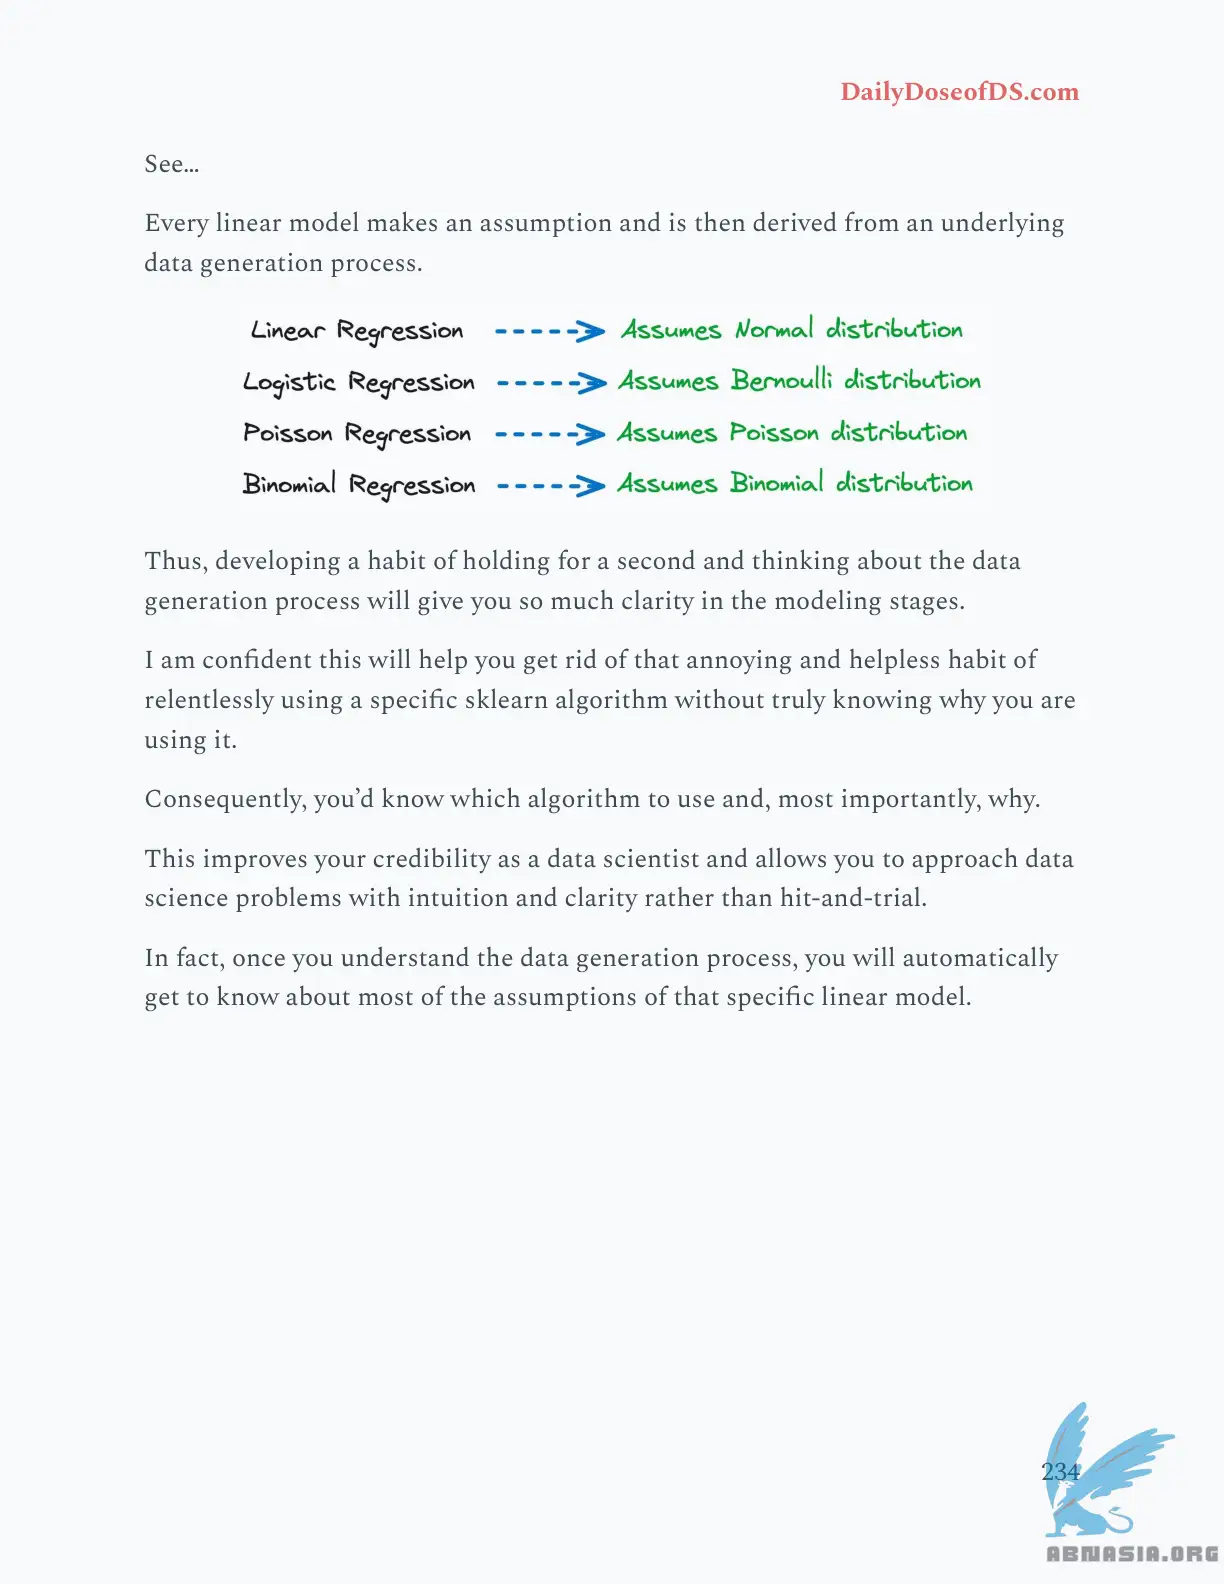 DailyDoseofDS.com
See…
Every linear model makes an assumption and is then derived from an underlying
data generation process.
Linear Regression Assumes Normal distribution
Logistic Regression Assumes Bernoulli distribution
Poisson Regression Assumes Poisson distribution
Binomial Regression Assumes Binomial distribution
Thus, developing a habit of holding for a second and thinking about the data
generation process will give you so much clarity in the modeling stages.
I am confident this will help you get rid of that annoying and helpless habit of
relentlessly using a specific sklearn algorithm without truly knowing why you are
using it.
Consequently, you’d know which algorithm to use and, most importantly, why.
This improves your credibility as a data scientist and allows you to approach data
science problems with intuition and clarity rather than hit-and-trial.
In fact, once you understand the data generation process, you will automatically
get to know about most of the assumptions of that specific linear model.
234
ABNASIA.ORG